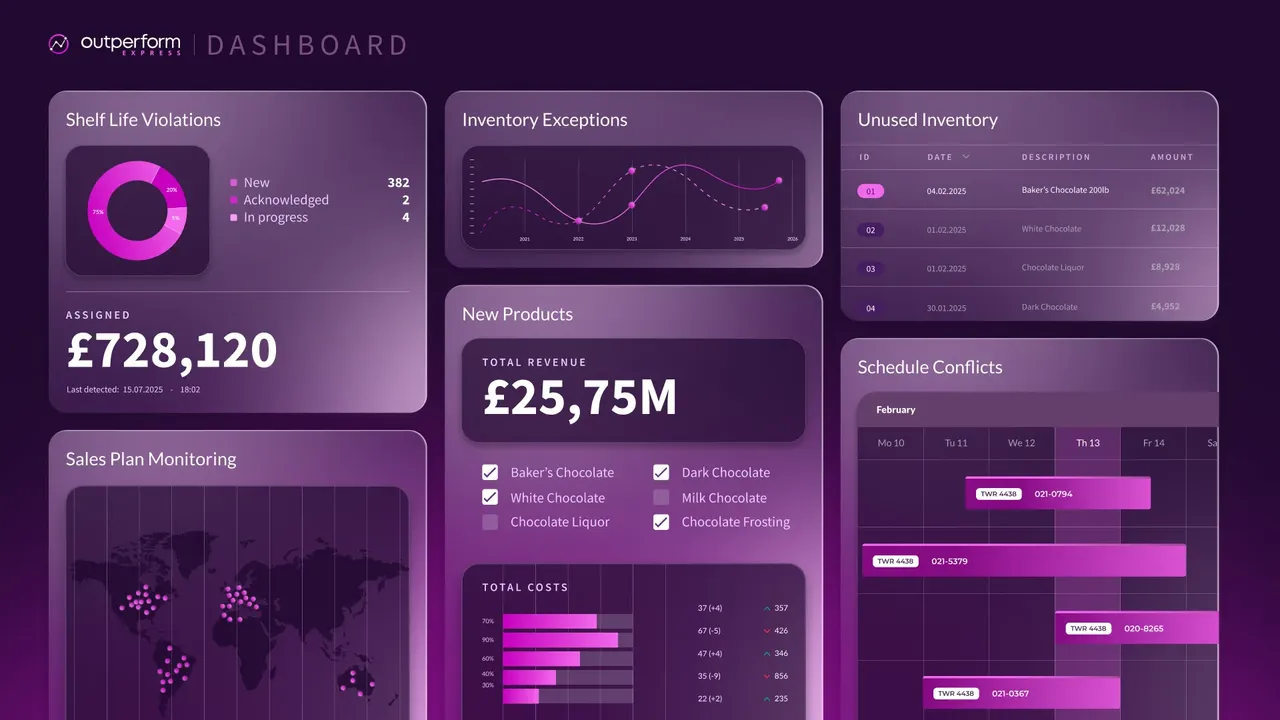 outperform
EXPRESS
DASHBOARD
Shelf Life Violations
20%
75%
5%
New 382
Acknowledged 2
In progress 4
ASSIGNED
£728,120
Last detected: 15.07.2025 - 18:02
Sales Plan Monitoring
Inventory Exceptions
2021 2022 2023 2024 2025 2026
New Products
TOTAL REVENUE
£25,75M
Baker's Chocolate Dark Chocolate
White Chocolate Milk Chocolate
Chocolate Liquor Chocolate Frosting
TOTAL COSTS
70% 37 (+4) 357
90% 67 (-5) 426
60% 47 (+4) 346
40% 35 (-9) 856
30% 22 (+2) 235
Unused Inventory
ID DATE DESCRIPTION AMOUNT
01 04.02.2025 Baker's Chocolate 200lb £62,024
02 01.02.2025 White Chocolate £12,028
03 01.02.2025 Chocolate Liquor £8,928
04 30.01.2025 Dark Chocolate £4,952
Schedule Conflicts
February
Mo 10 Tu 11 We 12 Th 13 Fr 14 Sa
TWR 4438 021-0794
TWR 4438 021-5379
TWR 4438 020-8265
TWR 4438 021-0367